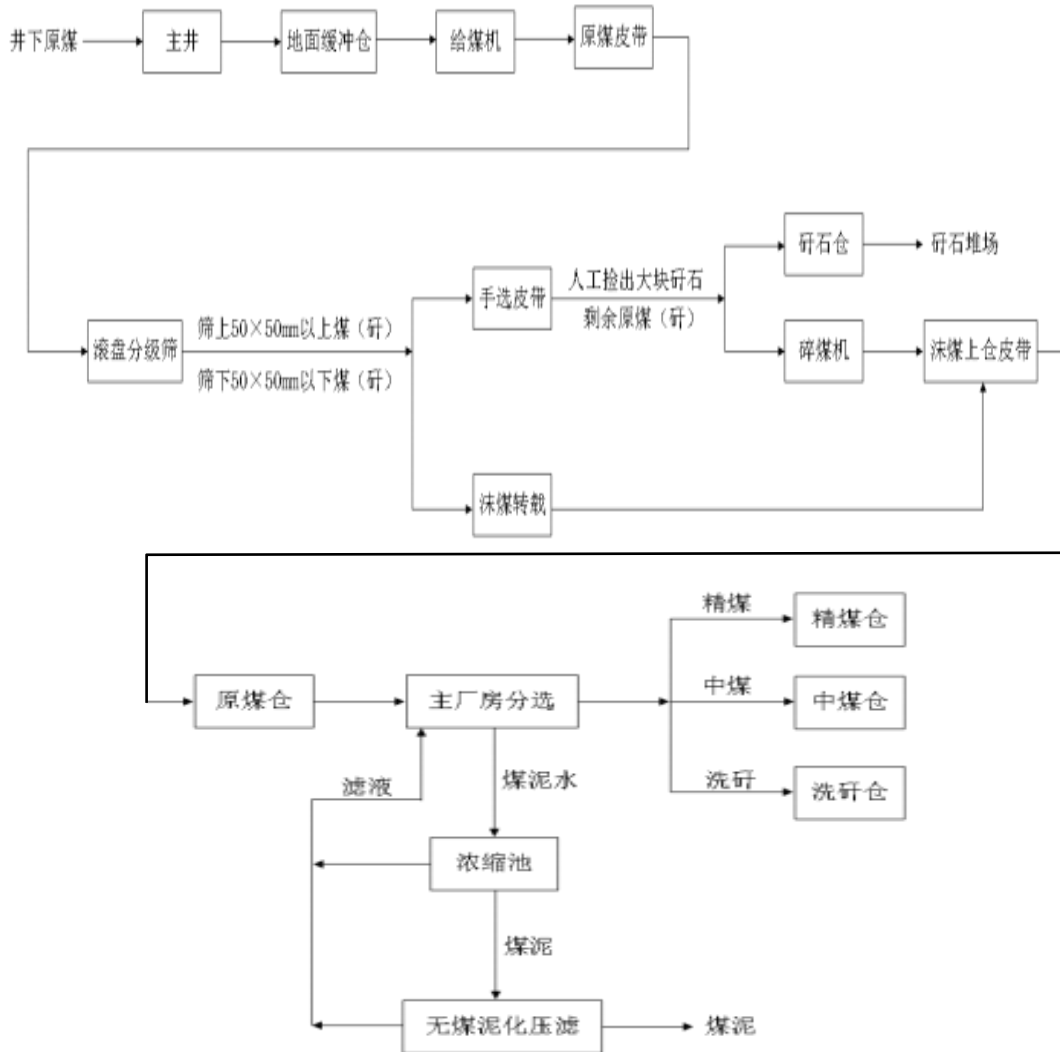 井下原煤
主井
地面缓冲仓
给煤机
原煤皮带
矸石仓
矸石堆场
手选皮带
人工捡出大块矸石
剩余原煤（矸）
滚盘分级筛
筛上50×50mm以上煤（矸）
筛下50×50mm以下煤（矸）
碎煤机
沫煤上仓皮带
沫煤转载
精煤
精煤仓
原煤仓
主厂房分选
中煤
中煤仓
滤液
煤泥水
洗矸
洗矸仓
浓缩池
煤泥
无煤泥化压滤
煤泥